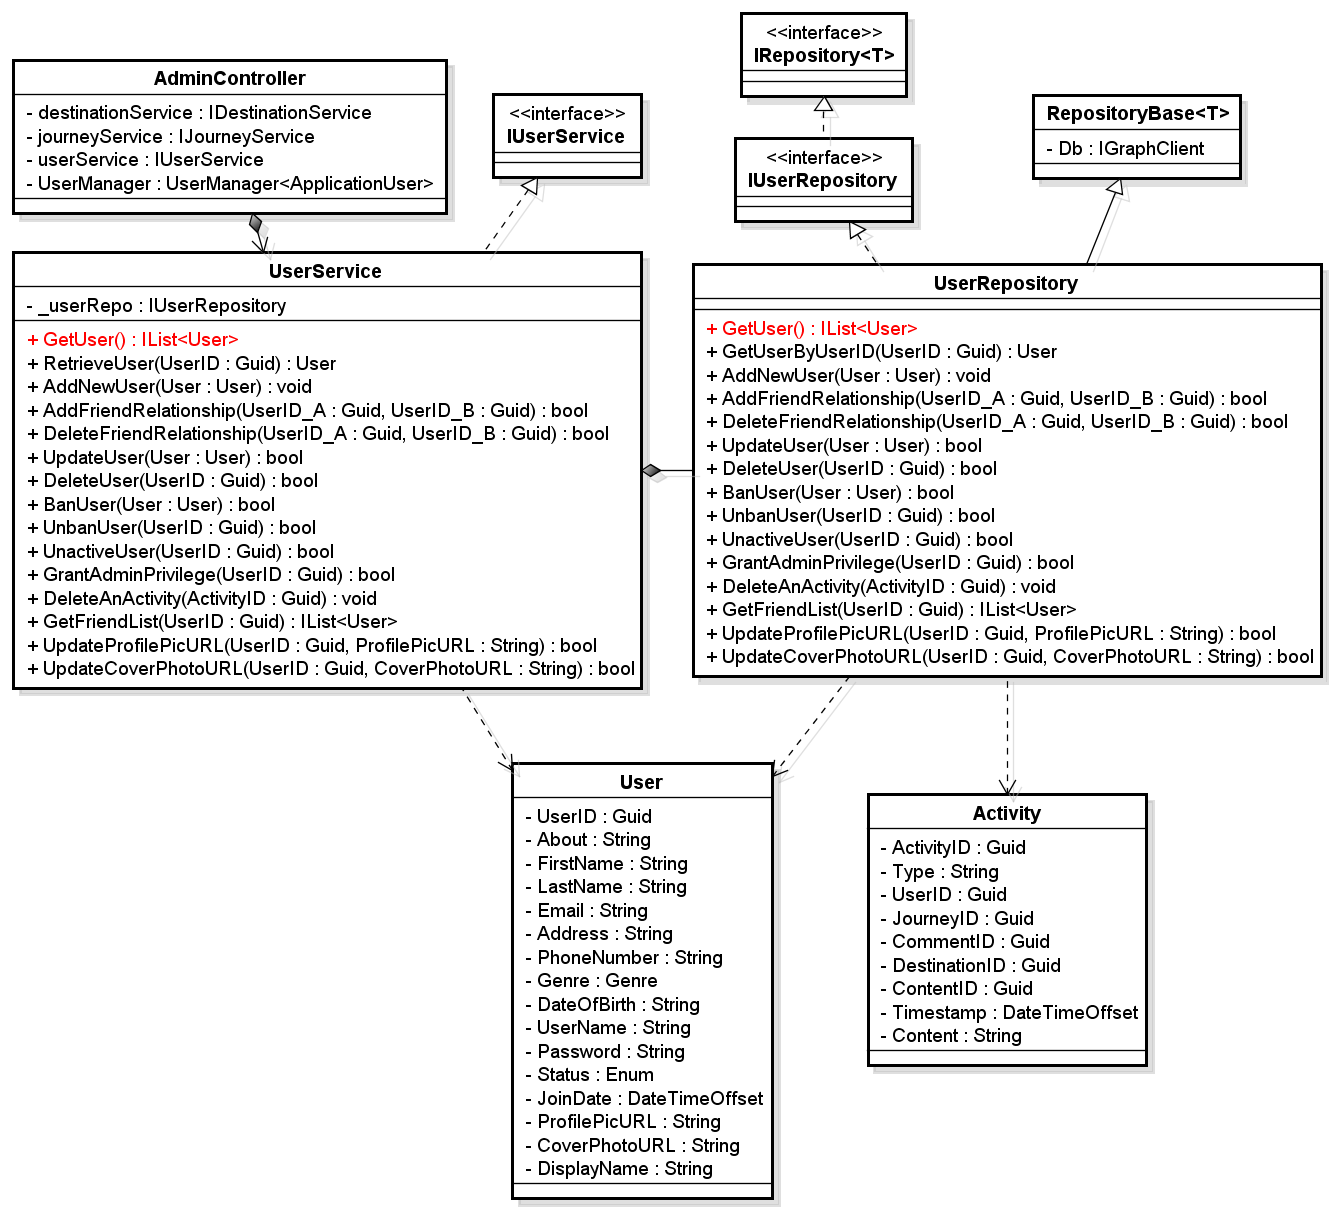 AdminController
- destinationService : IDestinationService
- journeyService : IJourneyService
- userService : IUserService
- UserManager : UserManager<ApplicationUser>
<<interface>>
IUserService
<<interface>>
IRepository<T>
<<interface>>
IUserRepository
RepositoryBase<T>
- Db : IGraphClient
UserService
- _userRepo : IUserRepository
+ GetUser() : IList<User>
+ RetrieveUser(UserID : Guid) : User
+ AddNewUser(User : User) : void
+ AddFriendRelationship(UserID_A : Guid, UserID_B : Guid) : bool
+ DeleteFriendRelationship(UserID_A : Guid, UserID_B : Guid) : bool
+ UpdateUser(User : User) : bool
+ DeleteUser(UserID : Guid) : bool
+ BanUser(User : User) : bool
+ UnbanUser(UserID : Guid) : bool
+ UnactiveUser(UserID : Guid) : bool
+ GrantAdminPrivilege(UserID : Guid) : bool
+ DeleteAnActivity(ActivityID : Guid) : void
+ GetFriendList(UserID : Guid) : IList<User>
+ UpdateProfilePicURL(UserID : Guid, ProfilePicURL : String) : bool
+ UpdateCoverPhotoURL(UserID : Guid, CoverPhotoURL : String) : bool
UserRepository
+ GetUser() : IList<User>
+ GetUserByUserID(UserID : Guid) : User
+ AddNewUser(User : User) : void
+ AddFriendRelationship(UserID_A : Guid, UserID_B : Guid) : bool
+ DeleteFriendRelationship(UserID_A : Guid, UserID_B : Guid) : bool
+ UpdateUser(User : User) : bool
+ DeleteUser(UserID : Guid) : bool
+ BanUser(User : User) : bool
+ UnbanUser(UserID : Guid) : bool
+ UnactiveUser(UserID : Guid) : bool
+ GrantAdminPrivilege(UserID : Guid) : bool
+ DeleteAnActivity(ActivityID : Guid) : void
+ GetFriendList(UserID : Guid) : IList<User>
+ UpdateProfilePicURL(UserID : Guid, ProfilePicURL : String) : bool
+ UpdateCoverPhotoURL(UserID : Guid, CoverPhotoURL : String) : bool
User
- UserID : Guid
- About : String
- FirstName : String
- LastName : String
- Email : String
- Address : String
- PhoneNumber : String
- Genre : Genre
- DateOfBirth : String
- UserName : String
- Password : String
- Status : Enum
- JoinDate : DateTimeOffset
- ProfilePicURL : String
- CoverPhotoURL : String
- DisplayName : String
Activity
- ActivityID : Guid
- Type : String
- UserID : Guid
- JourneyID : Guid
- CommentID : Guid
- DestinationID : Guid
- ContentID : Guid
- Timestamp : DateTimeOffset
- Content : String